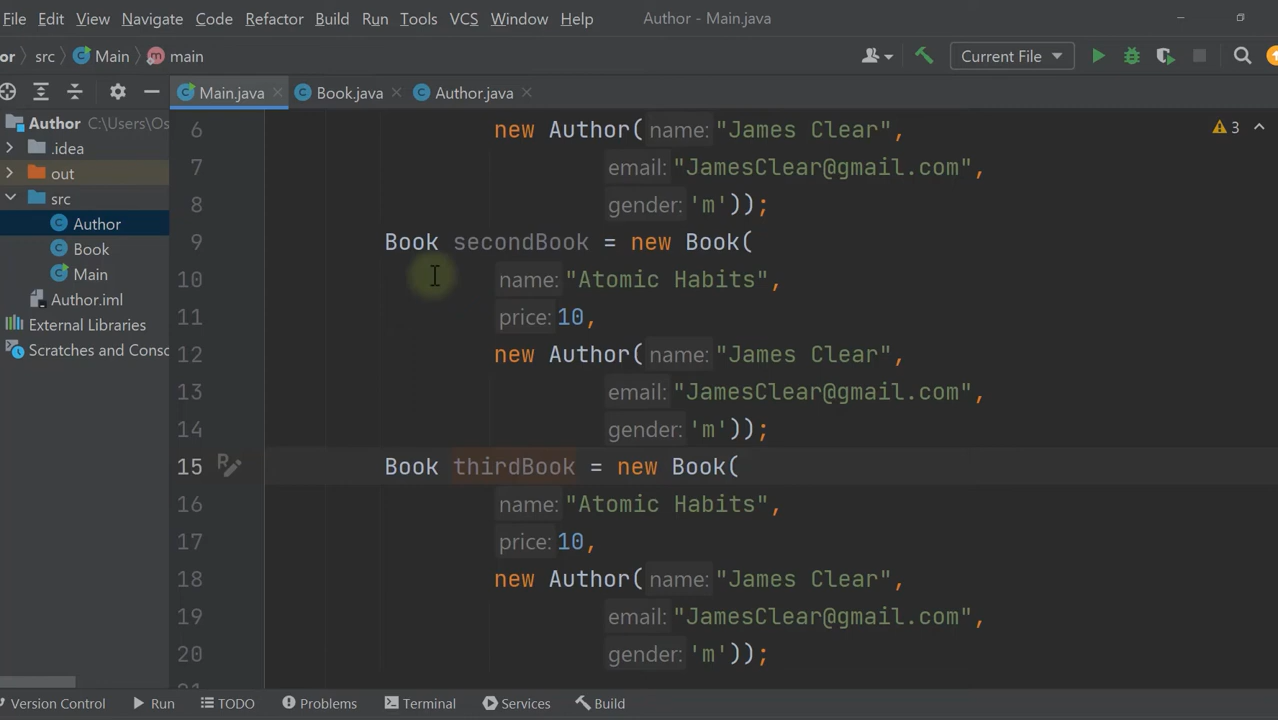 File Edit View Navigate Code Refactor Build Run Tools VCS Window Help Author - Main.java
or src Main m main Current File
Main.java Book.java Author.java
Author C:\Users\Os
.idea
out
src
Author
Book
Main
Author.iml
External Libraries
Scratches and Conso
6 new Author( name: "James Clear",
7 email: "JamesClear@gmail.com",
8 gender: 'm'));
9 Book secondBook = new Book(
10 name: "Atomic Habits",
11 price: 10,
12 new Author( name: "James Clear",
13 email: "JamesClear@gmail.com",
14 gender: 'm'));
15 R Book thirdBook = new Book(
16 name: "Atomic Habits",
17 price: 10,
18 new Author( name: "James Clear",
19 email: "JamesClear@gmail.com",
20 gender: 'm'));
3
Version Control Run TODO Problems Terminal Services Build